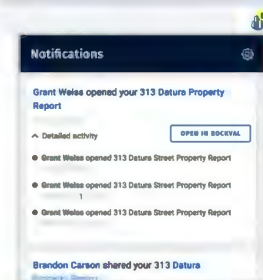 Notifications
Grant Weiss opened your 313 Datura Property
Report
Detailed activity
OPEN IN ROCKVAL
Grant Weiss opened 313 Datura Street Property Report
Grant Weiss opened 313 Datura Street Property Report
1
Grant Weiss opened 313 Datura Street Property Report
Brandon Carson shared your 313 Datura